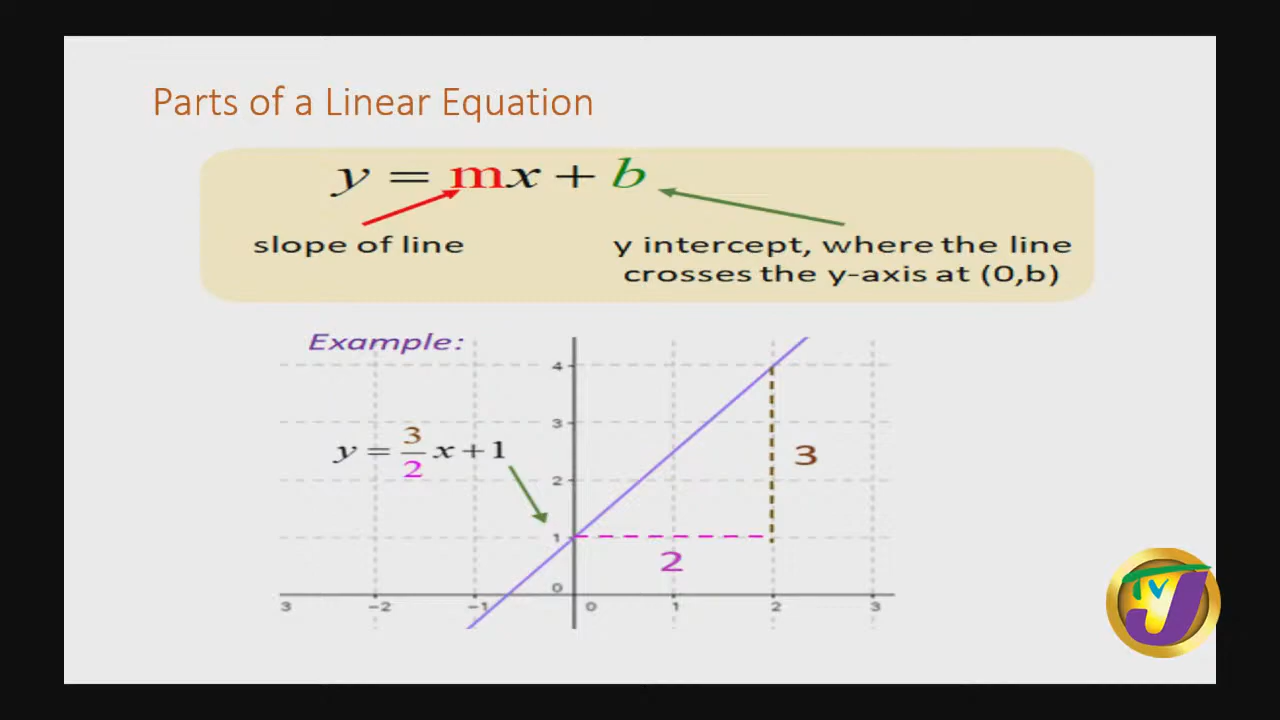 Parts of a Linear Equation
y = mx + b
slope of line
y intercept, where the line
crosses the y-axis at (0,b)
Example:
y = 3/2 x + 1
4
3
2
1
0
3
2
3 -2 -1 0 1 2 3
TVJ